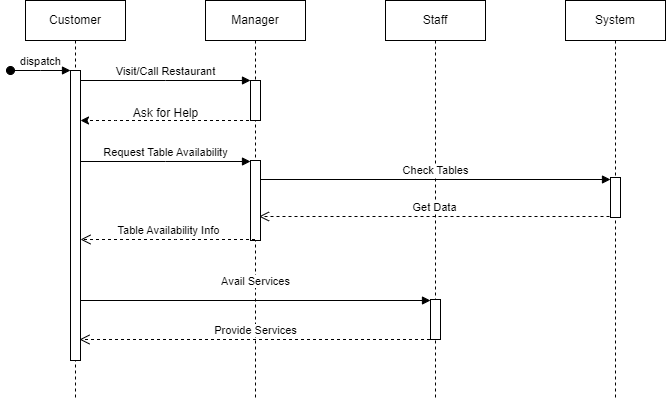 Customer
Manager
Staff
System
dispatch
Visit/Call Restaurant
Ask for Help
Request Table Availability
Check Tables
Get Data
Table Availability Info
Avail Services
Provide Services